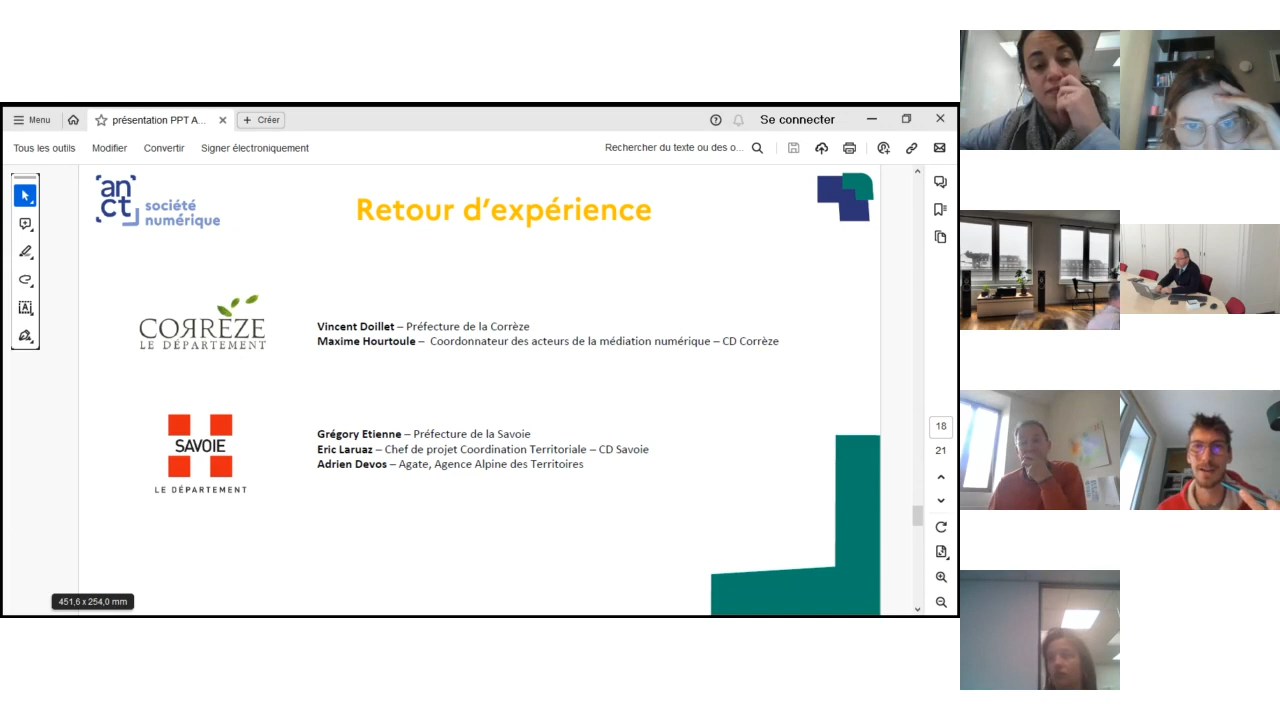 Menu
présentation PPT A...
Créer
Se connecter
Tous les outils
Modifier
Convertir
Signer électroniquement
Rechercher du texte ou des o...
anct
société
numérique
Retour d'expérience
CORRÈZE
LE DÉPARTEMENT
Vincent Doillet – Préfecture de la Corrèze
Maxime Hourtoule – Coordonnateur des acteurs de la médiation numérique – CD Corrèze
SAVOIE
LE DÉPARTEMENT
Grégory Etienne – Préfecture de la Savoie
Eric Laruaz – Chef de projet Coordination Territoriale – CD Savoie
Adrien Devos – Agate, Agence Alpine des Territoires
18
21
451,6 x 254,0 mm